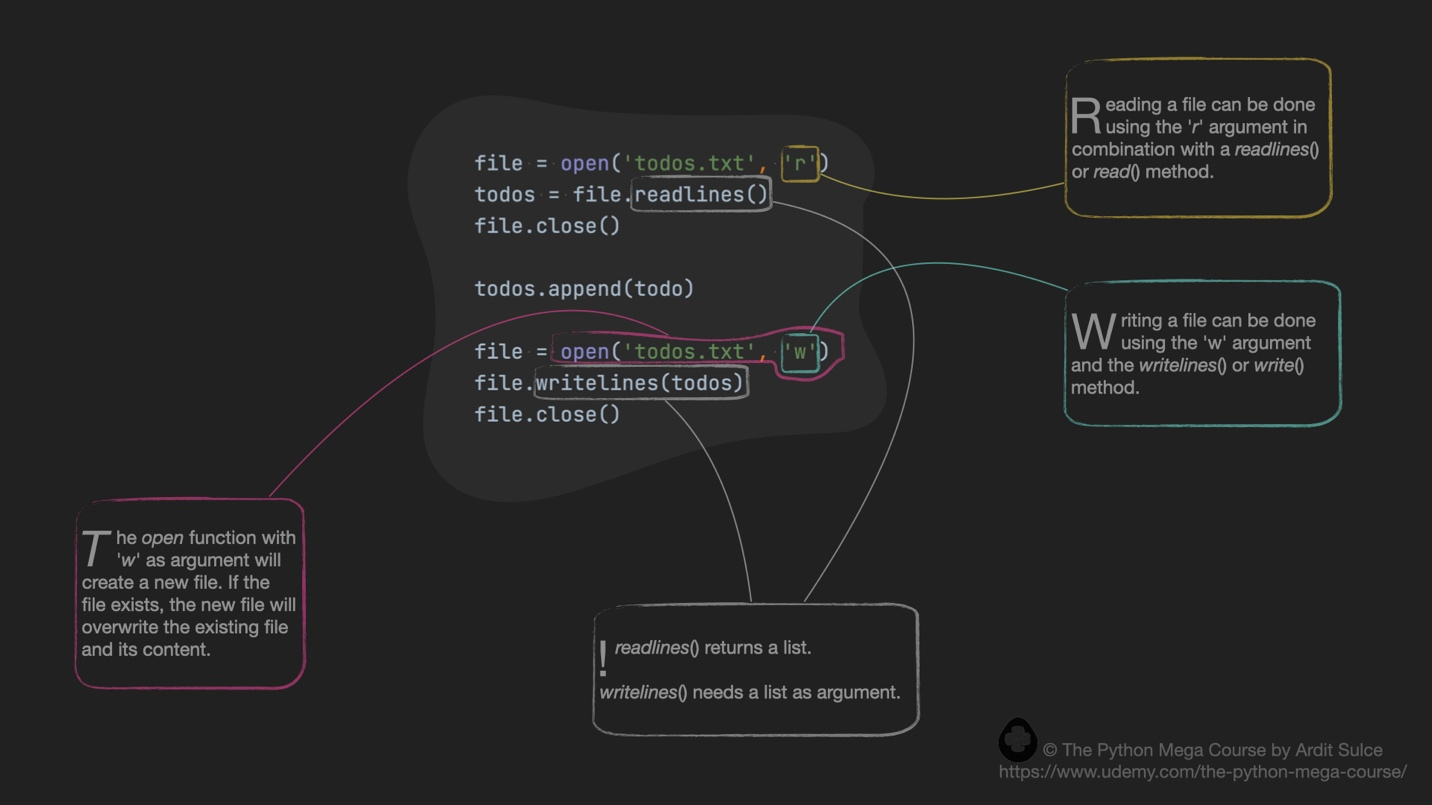 file = open('todos.txt', 'r')
todos = file.readlines()
file.close()
todos.append(todo)
file = open('todos.txt', 'w')
file.writelines(todos)
file.close()
Reading a file can be done
using the 'r' argument in
combination with a readlines()
or read() method.
Writing a file can be done
using the 'w' argument
and the writelines() or write()
method.
The open function with
'w' as argument will
create a new file. If the
file exists, the new file will
overwrite the existing file
and its content.
! readlines() returns a list.
writelines() needs a list as argument.
© The Python Mega Course by Ardit Sulce
https://www.udemy.com/the-python-mega-course/